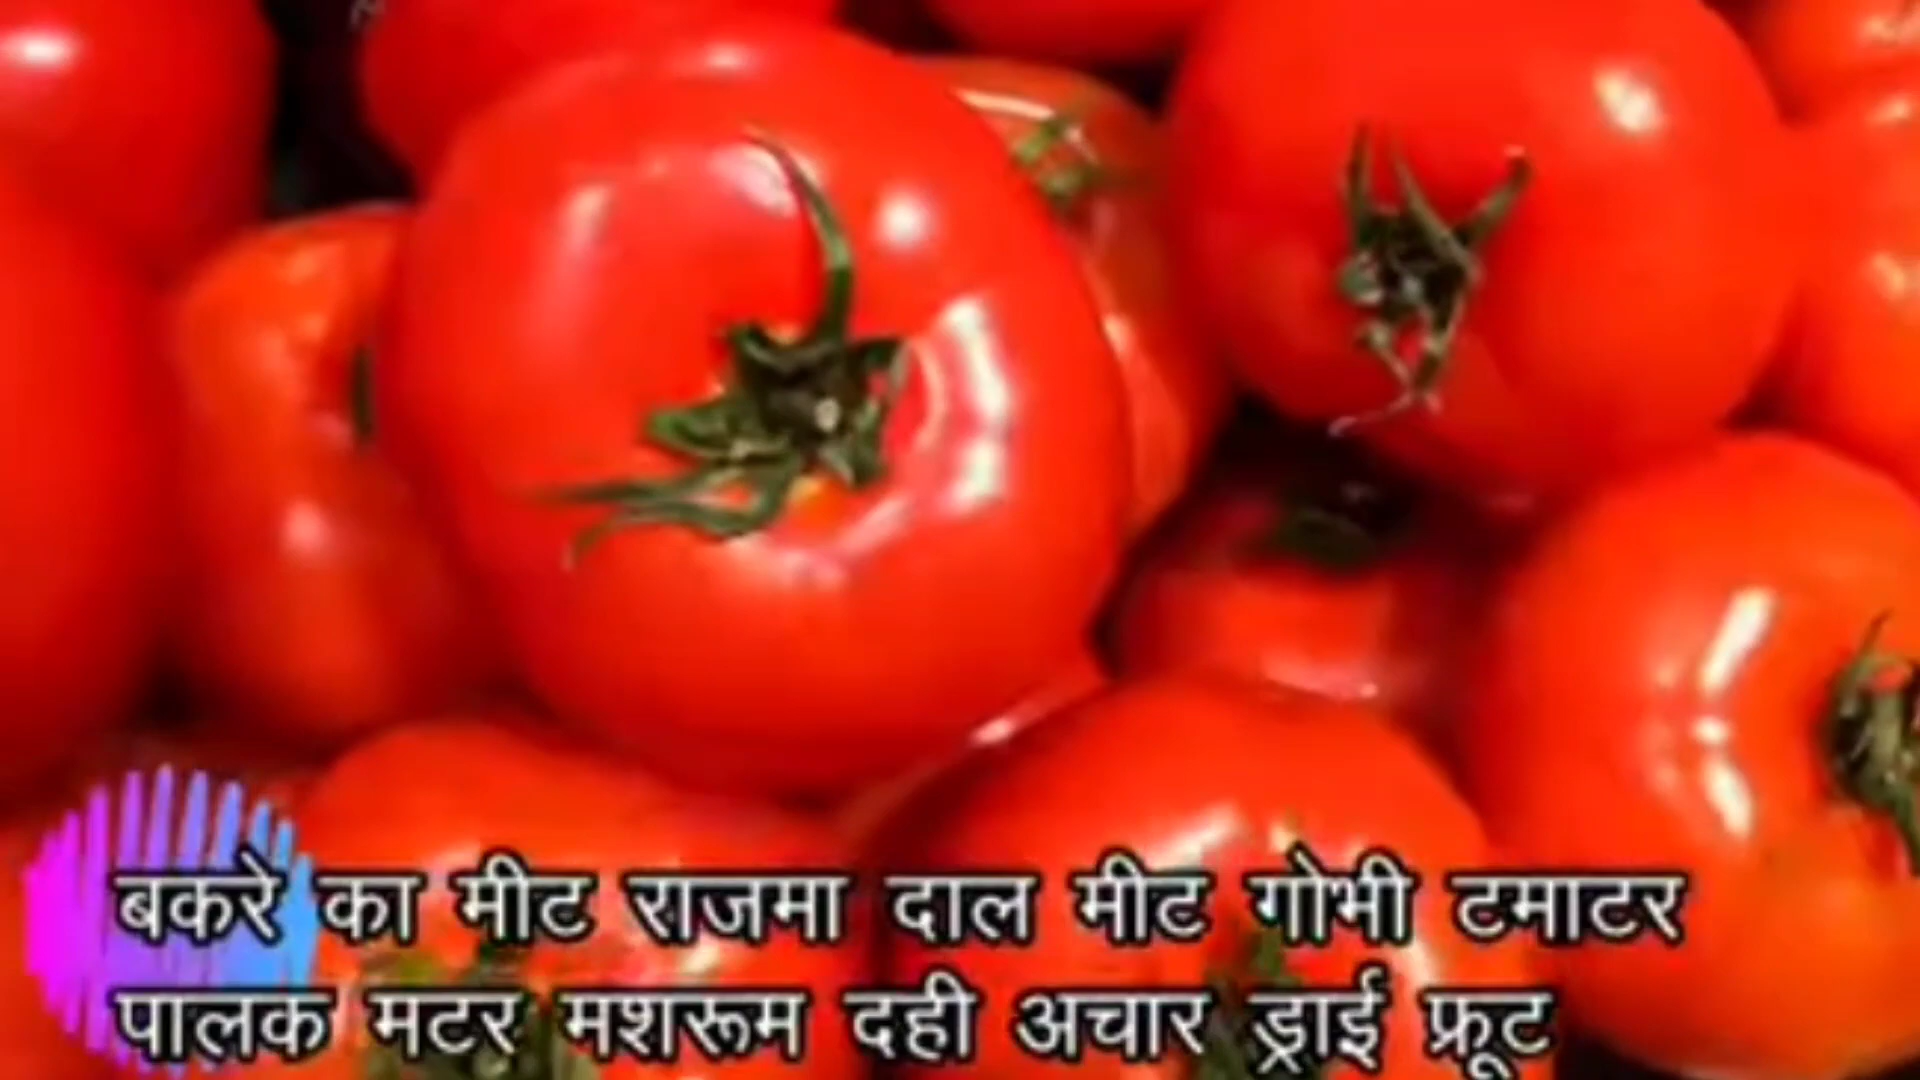 बकरे का मीट राजमा दाल मीट गोभी टमाटर
पालक मटर मशरूम दही अचार ड्राई फ्रूट